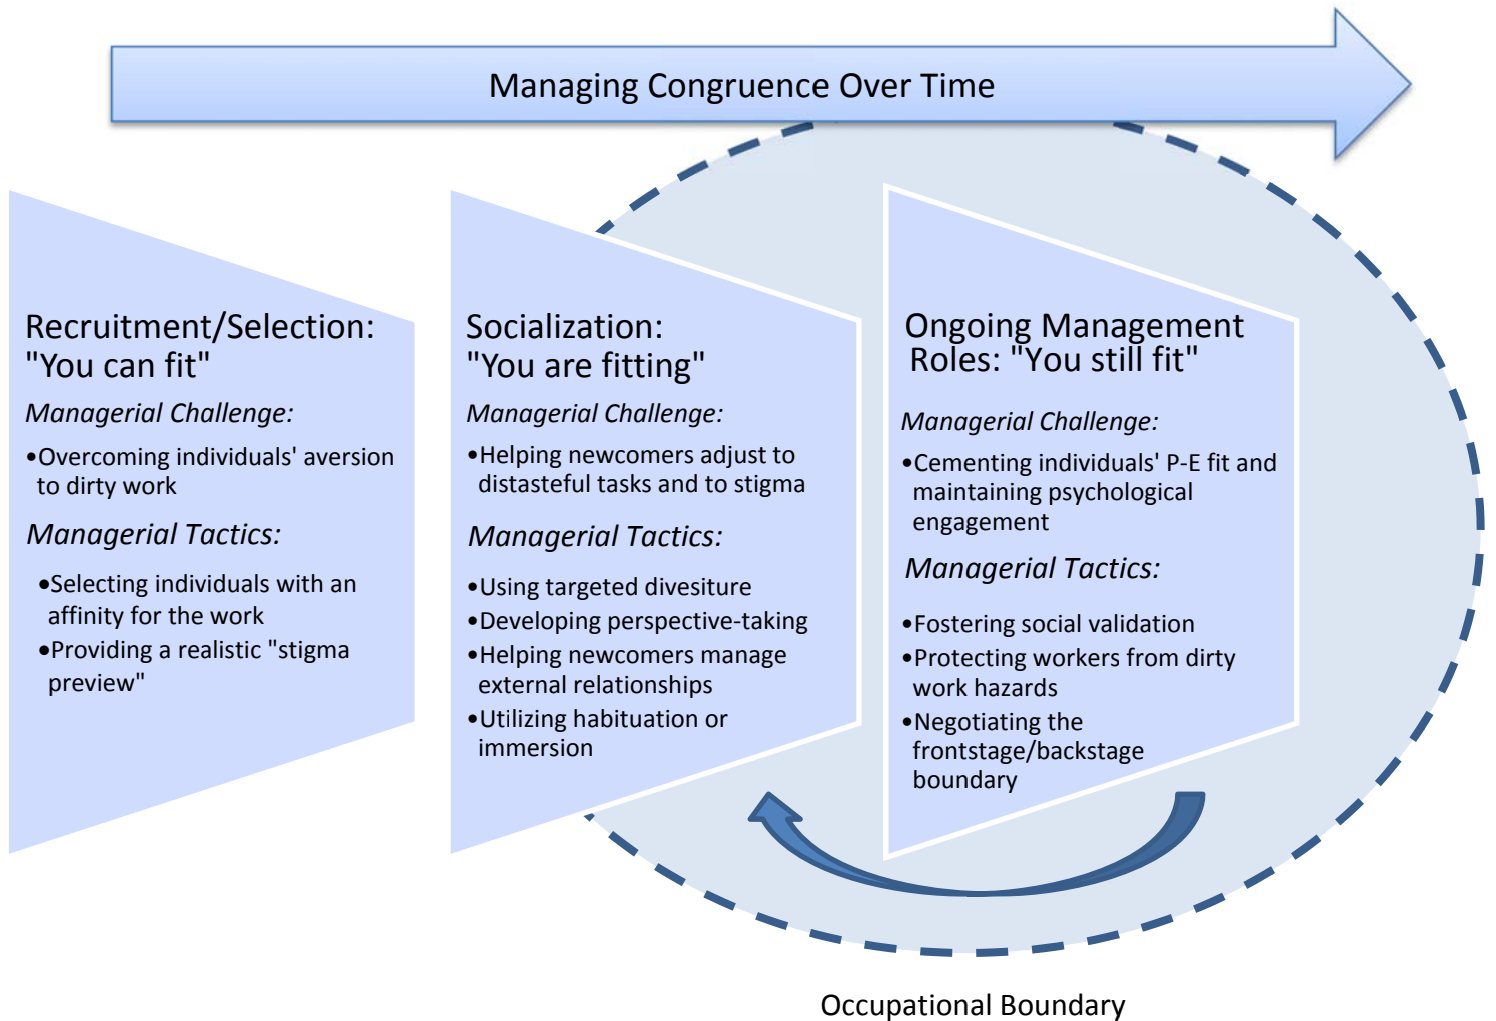 Managing Congruence Over Time
Recruitment/Selection:
"You can fit"
Managerial Challenge:
•Overcoming individuals' aversion
to dirty work
Managerial Tactics:
•Selecting individuals with an
affinity for the work
•Providing a realistic "stigma
preview"
Socialization:
"You are fitting"
Managerial Challenge:
•Helping newcomers adjust to
distasteful tasks and to stigma
Managerial Tactics:
•Using targeted divesiture
•Developing perspective-taking
•Helping newcomers manage
external relationships
•Utilizing habituation or
immersion
Ongoing Management
Roles: "You still fit"
Managerial Challenge:
•Cementing individuals' P-E fit and
maintaining psychological
engagement
Managerial Tactics:
•Fostering social validation
•Protecting workers from dirty
work hazards
•Negotiating the
frontstage/backstage
boundary
Occupational Boundary